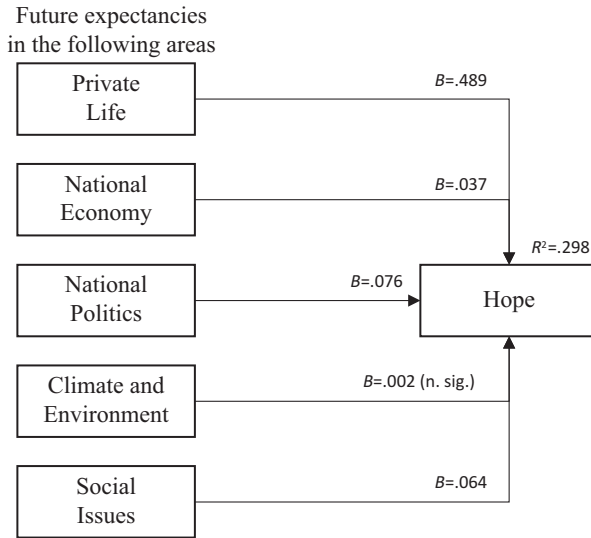 Future expectancies
in the following areas
Private
Life
B=.489
National
Economy
B=.037
R²=.298
National
Politics
B=.076
Hope
Climate and
Environment
B=.002 (n. sig.)
Social
Issues
B=.064